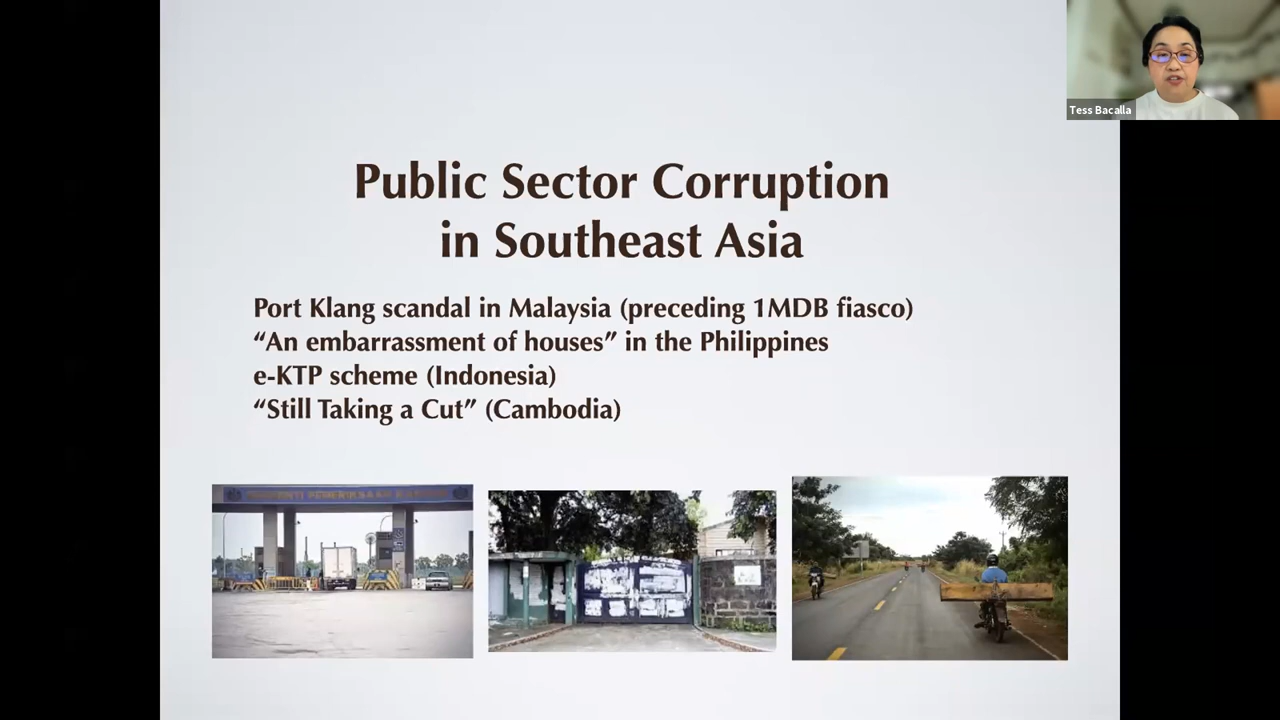 Tess Bacalla
Public Sector Corruption
in Southeast Asia
Port Klang scandal in Malaysia (preceding 1MDB fiasco)
“An embarrassment of houses” in the Philippines
e-KTP scheme (Indonesia)
“Still Taking a Cut” (Cambodia)